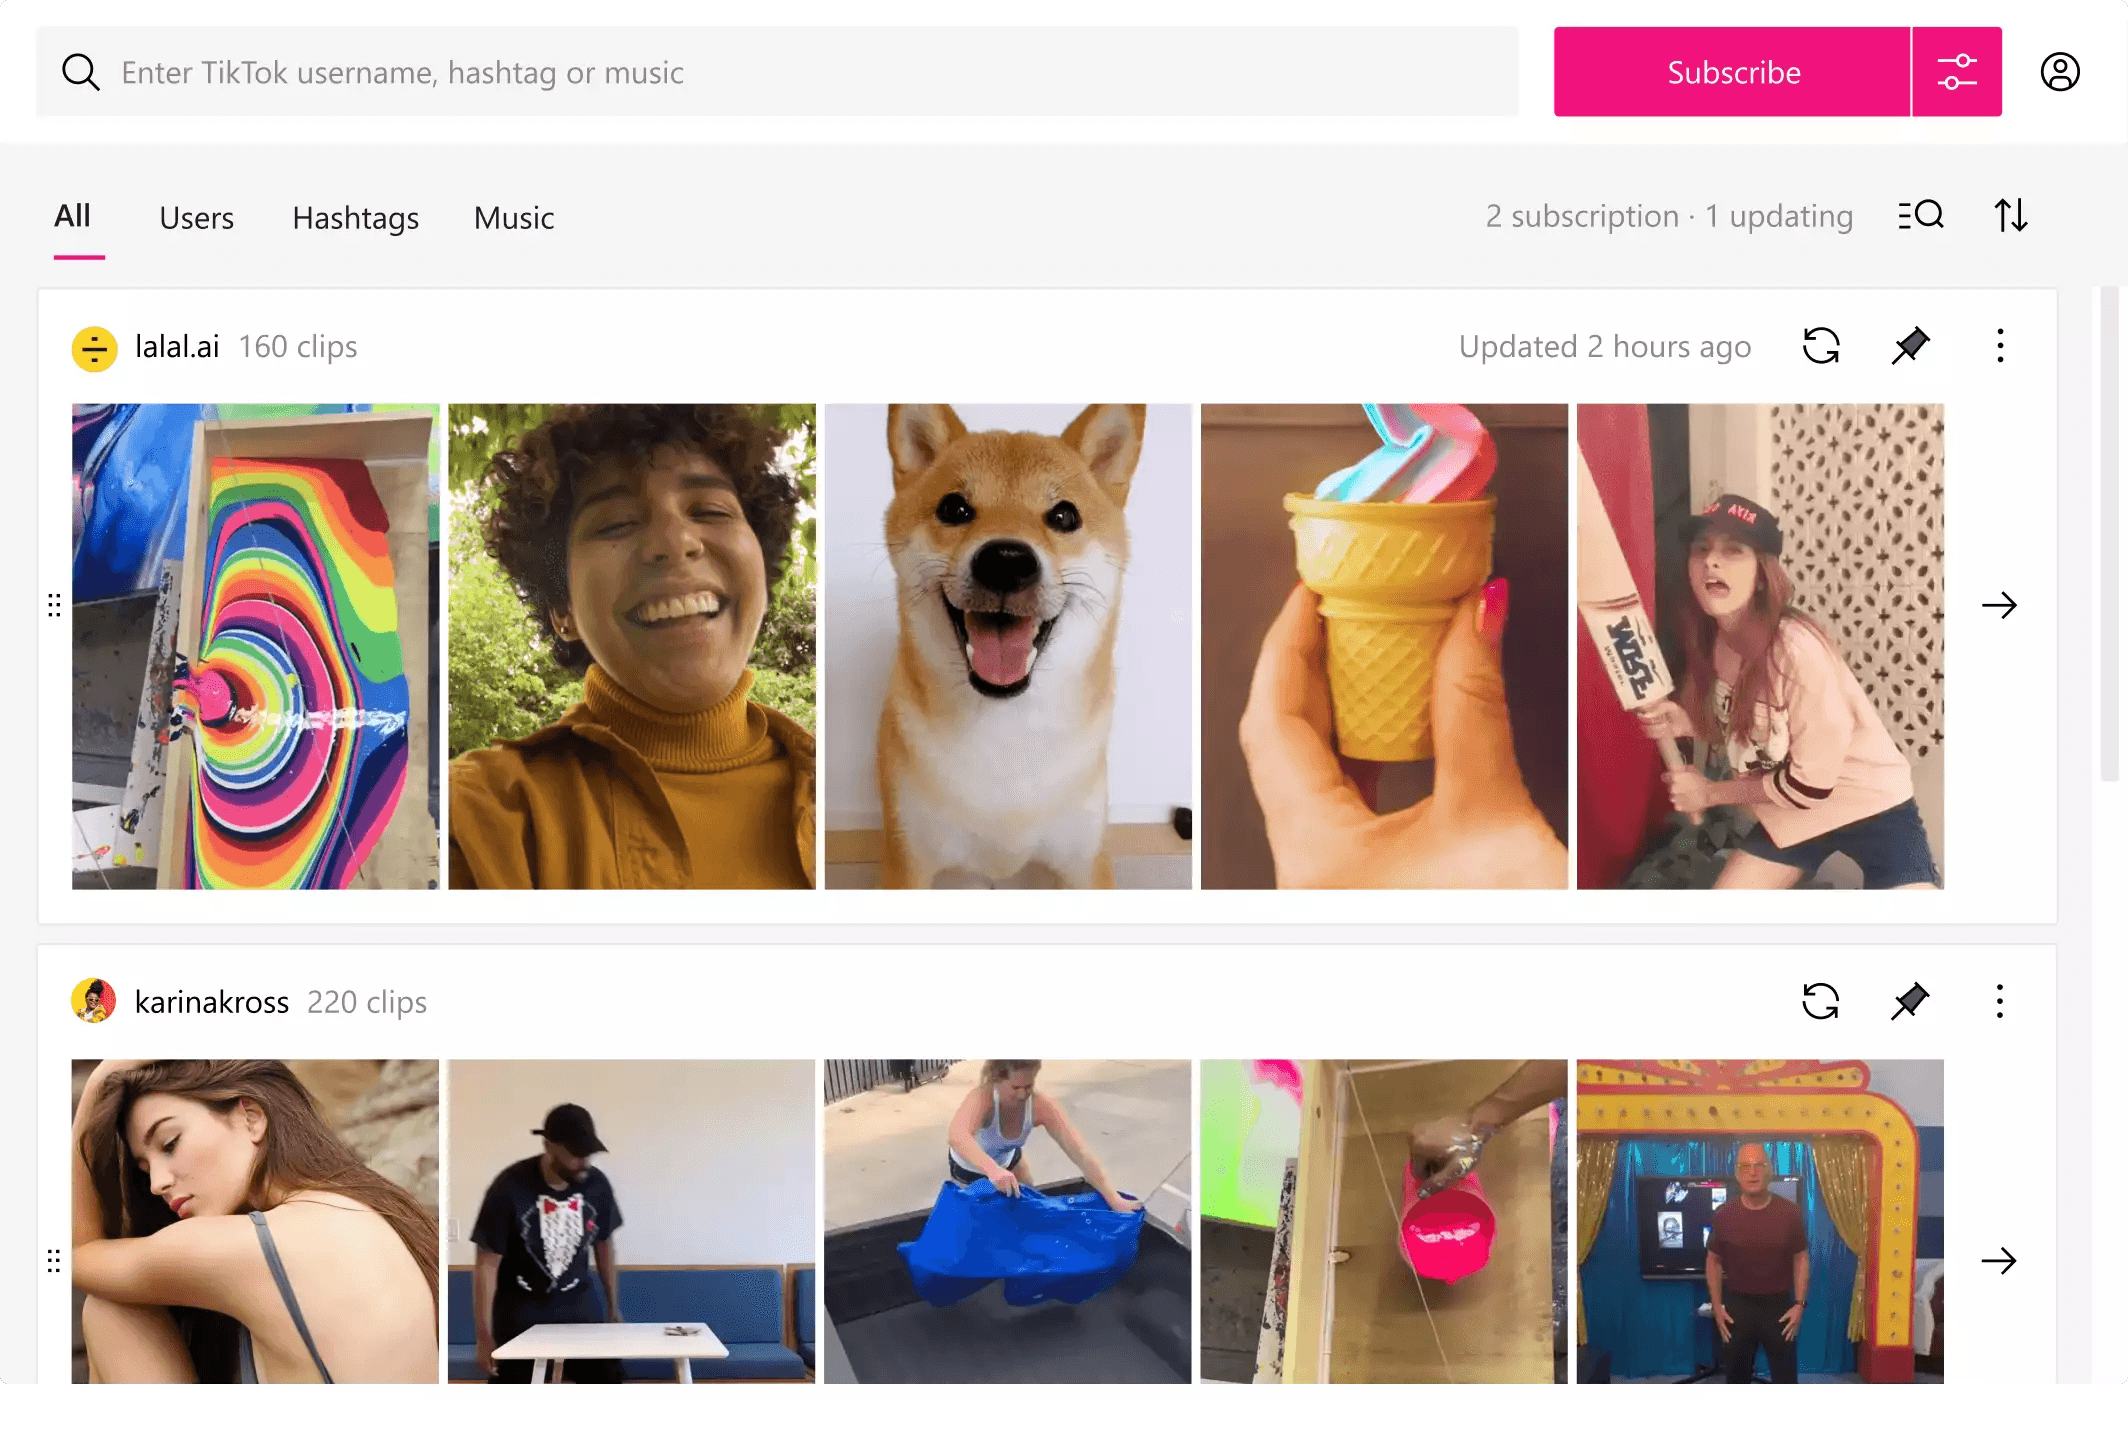 Enter TikTok username, hashtag or music
Subscribe
All
Users
Hashtags
Music
2 subscription · 1 updating
lalal.ai 160 clips
Updated 2 hours ago
karinakross 220 clips